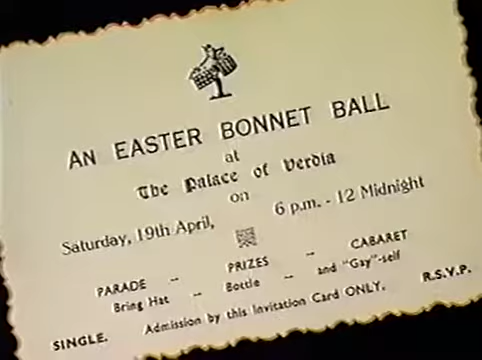 AN EASTER BONNET BALL
at
The Palace of Verdia
on
Saturday, 19th April, 6 p.m. - 12 Midnight
PARADE -- PRIZES -- CABARET
Bring Hat -- Bottle -- and "Gay"-self
SINGLE. Admission by this Invitation Card ONLY. R.S.V.P.